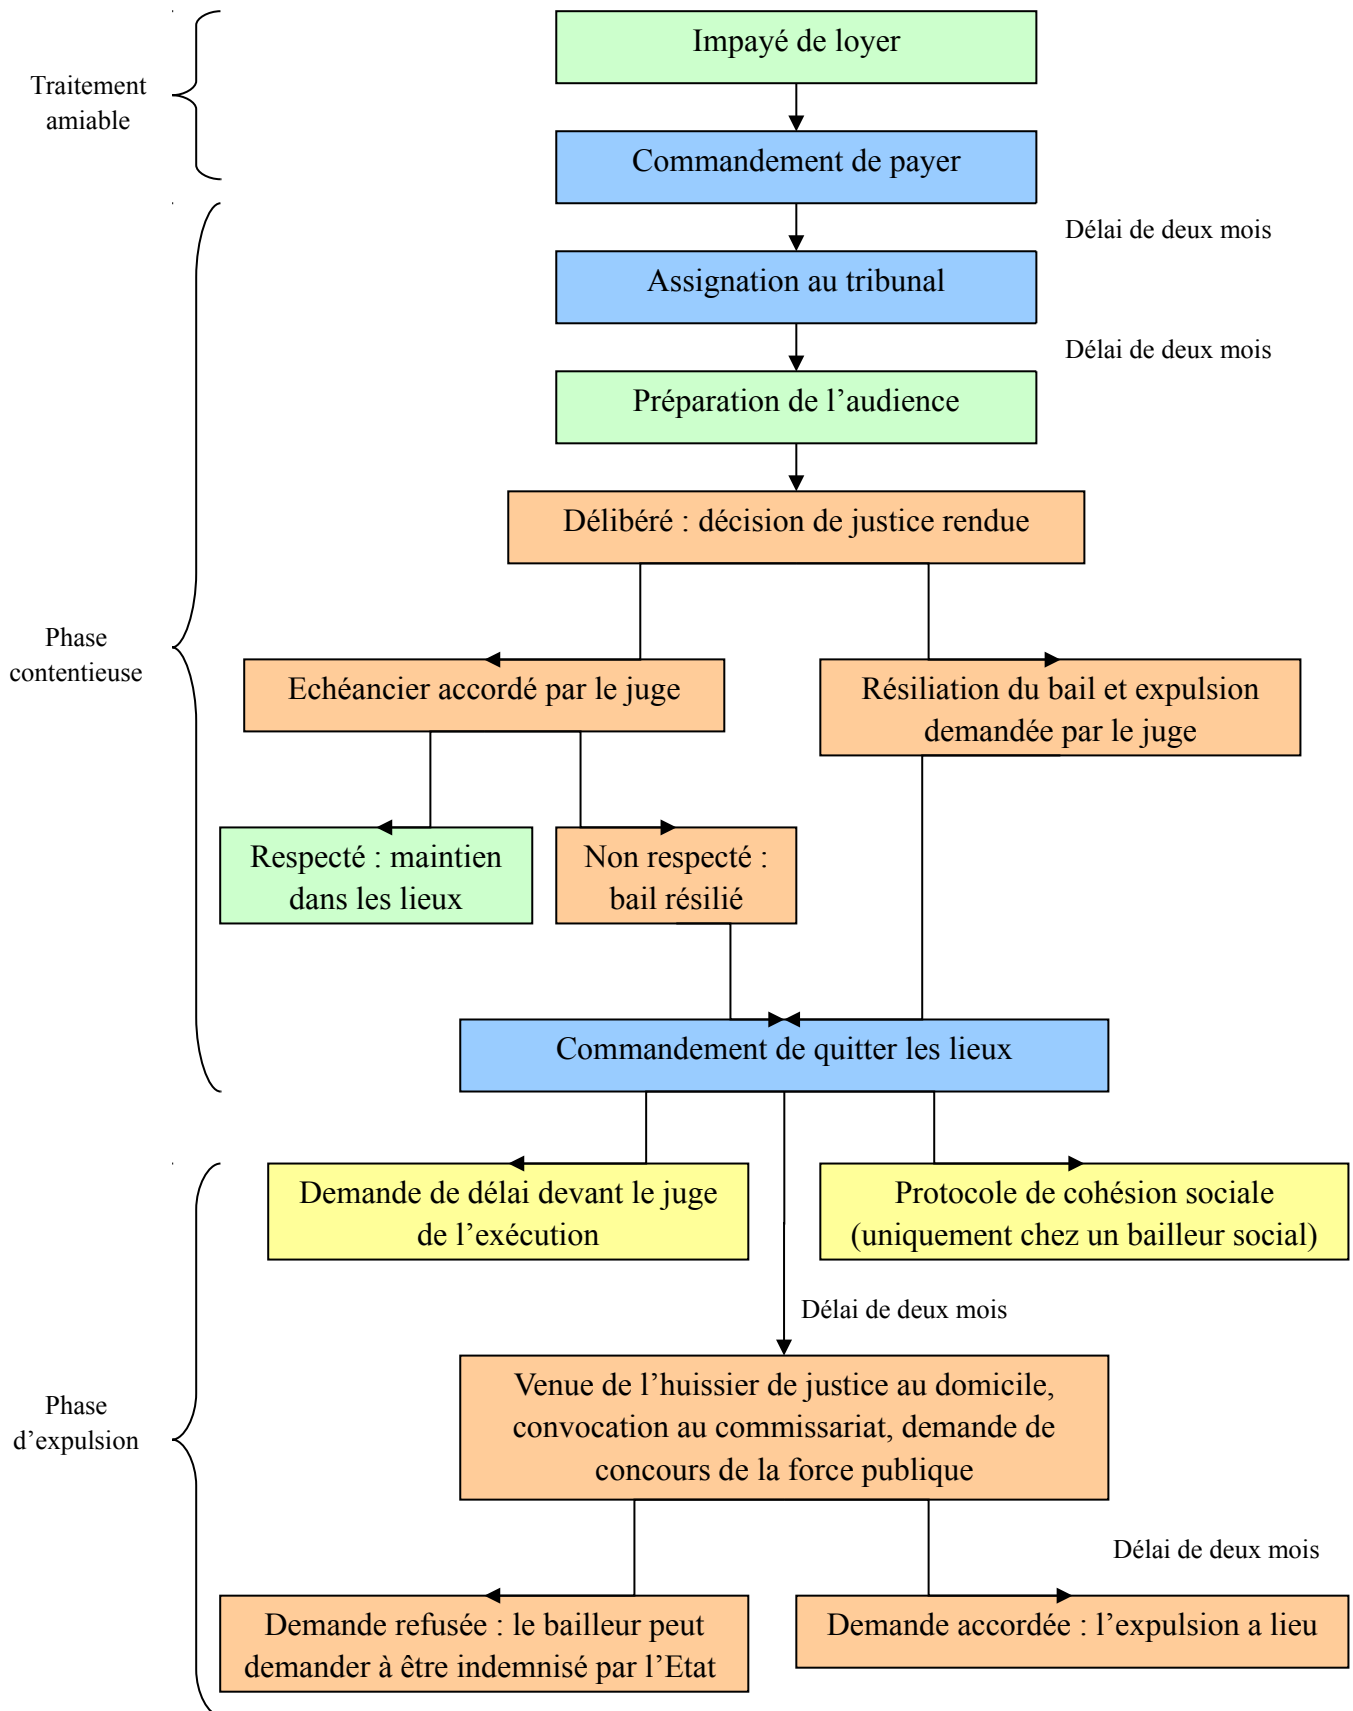 Impayé de loyer
Traitement
amiable
Commandement de payer
Délai de deux mois
Assignation au tribunal
Délai de deux mois
Préparation de l’audience
Délibéré : décision de justice rendue
Phase
contentieuse
Echéancier accordé par le juge
Résiliation du bail et expulsion
demandée par le juge
Respecté : maintien
dans les lieux
Non respecté :
bail résilié
Commandement de quitter les lieux
Demande de délai devant le juge
de l’exécution
Protocole de cohésion sociale
(uniquement chez un bailleur social)
Délai de deux mois
Phase
d’expulsion
Venue de l’huissier de justice au domicile,
convocation au commissariat, demande de
concours de la force publique
Délai de deux mois
Demande refusée : le bailleur peut
demander à être indemnisé par l’Etat
Demande accordée : l’expulsion a lieu